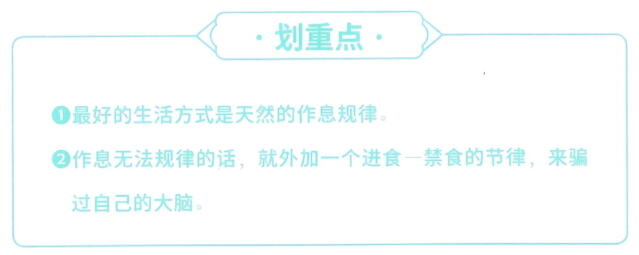 ·划重点·
❶最好的生活方式是天然的作息规律。
❷作息无法规律的话，就外加一个进食—禁食的节律，来骗
过自己的大脑。